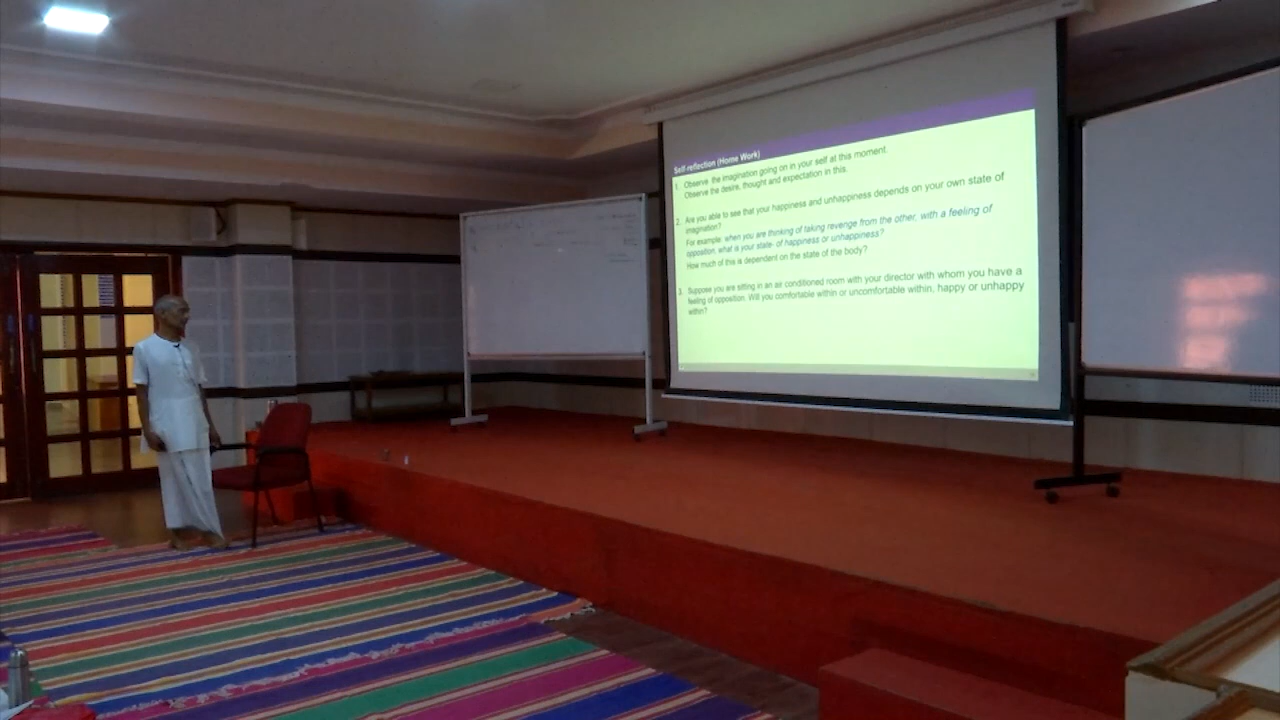 Self-reflection (Home Work)
1. Observe the imagination going on in your self at this moment.
Observe the desire, thought and expectation in this.
2. Are you able to see that your happiness and unhappiness depends on your own state of
imagination?
For example: when you are thinking of taking revenge from the other, with a feeling of
opposition, what is your state- of happiness or unhappiness?
How much of this is dependent on the state of the body?
3. Suppose you are sitting in an air conditioned room with your director with whom you have a
feeling of opposition. Will you comfortable within or uncomfortable within, happy or unhappy
within?